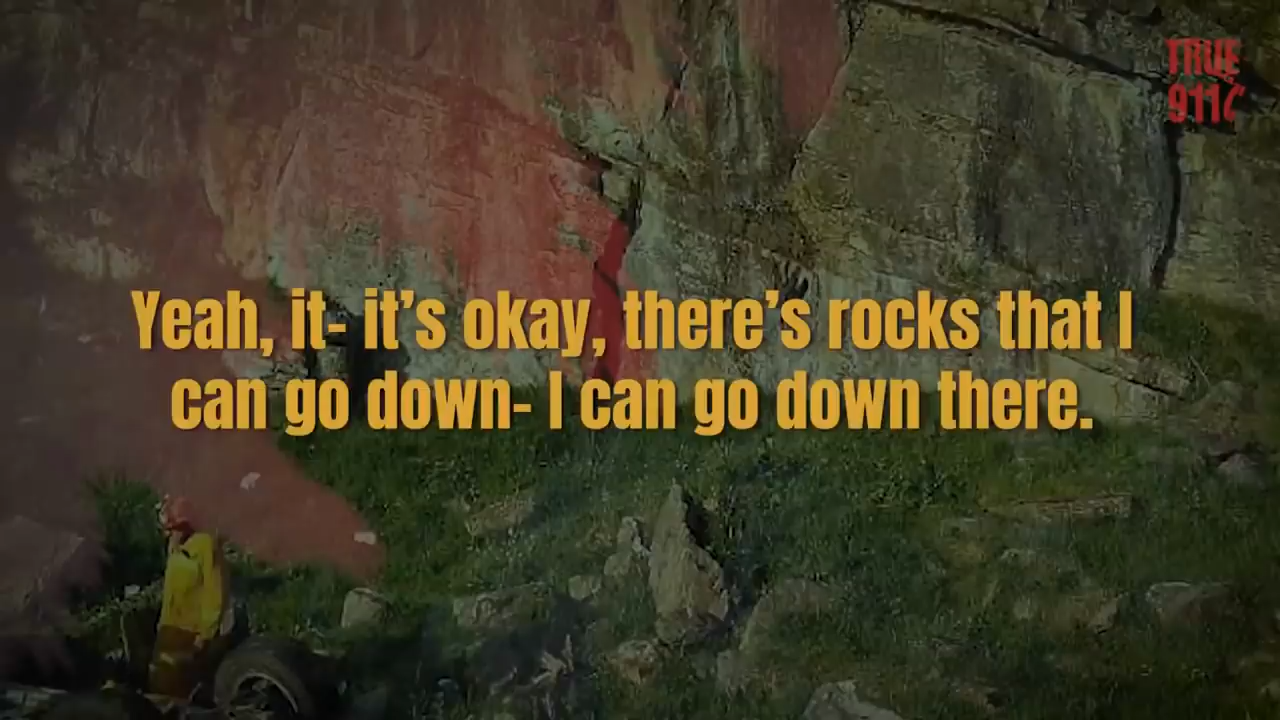 TRUE
911
Yeah, it- it’s okay, there’s rocks that I
can go down- I can go down there.